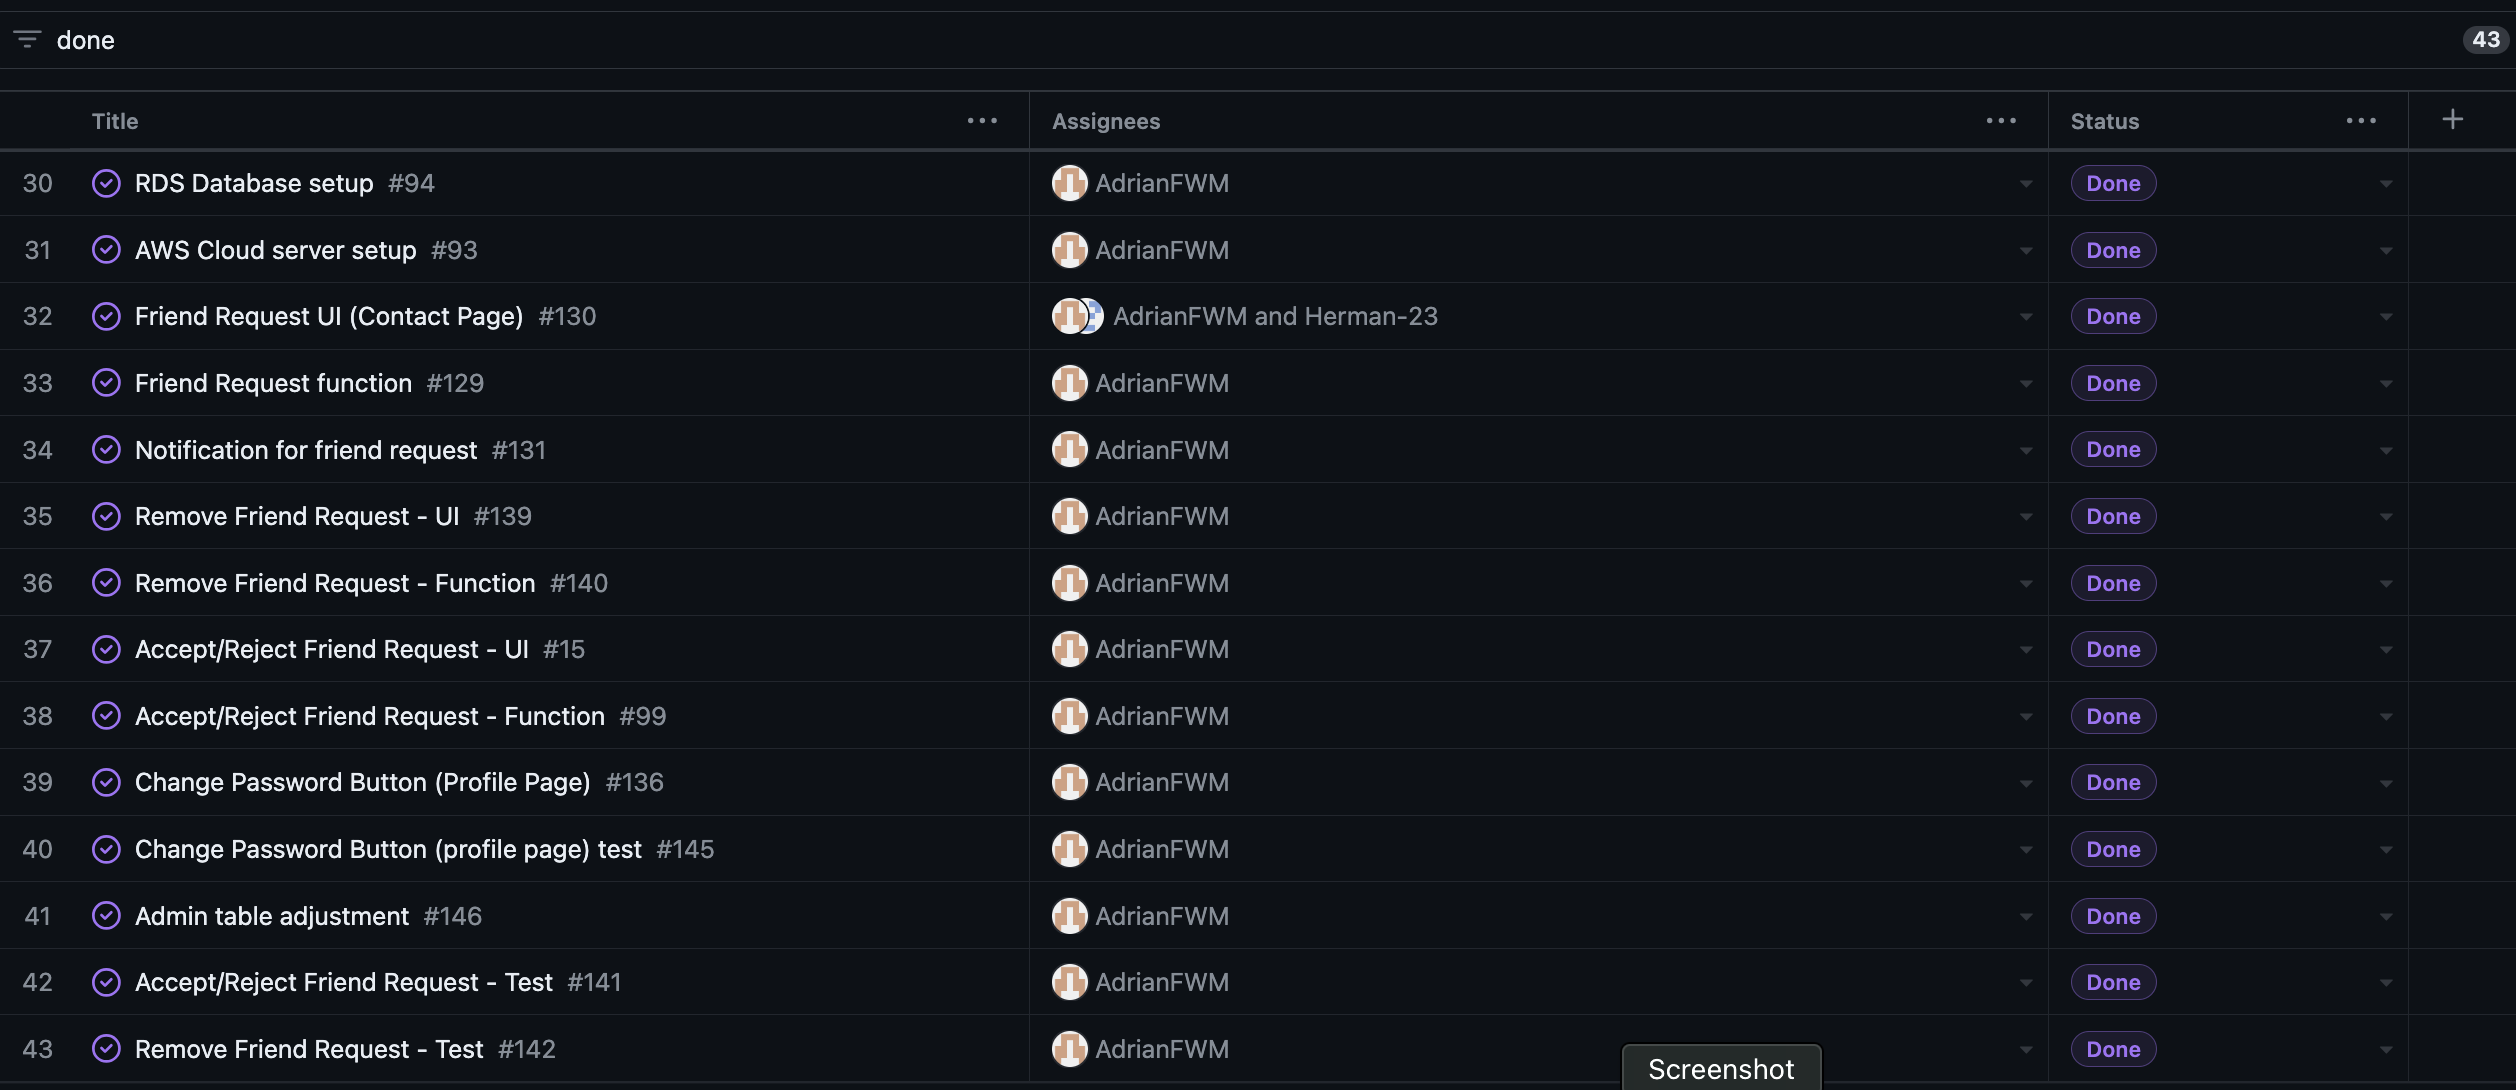 done 43
Title ... Assignees ... Status ... +
30 RDS Database setup #94 AdrianFWM Done
31 AWS Cloud server setup #93 AdrianFWM Done
32 Friend Request UI (Contact Page) #130 AdrianFWM and Herman-23 Done
33 Friend Request function #129 AdrianFWM Done
34 Notification for friend request #131 AdrianFWM Done
35 Remove Friend Request - UI #139 AdrianFWM Done
36 Remove Friend Request - Function #140 AdrianFWM Done
37 Accept/Reject Friend Request - UI #15 AdrianFWM Done
38 Accept/Reject Friend Request - Function #99 AdrianFWM Done
39 Change Password Button (Profile Page) #136 AdrianFWM Done
40 Change Password Button (profile page) test #145 AdrianFWM Done
41 Admin table adjustment #146 AdrianFWM Done
42 Accept/Reject Friend Request - Test #141 AdrianFWM Done
43 Remove Friend Request - Test #142 AdrianFWM Done
Screenshot